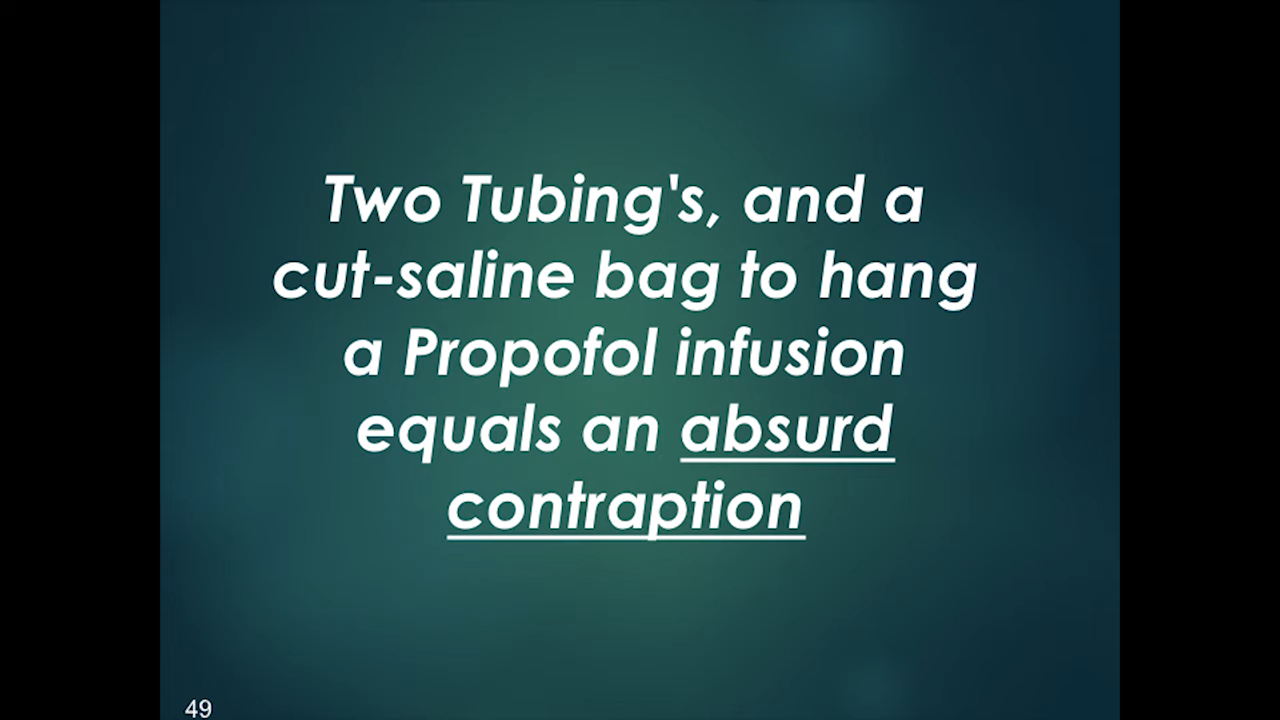 Two Tubing's, and a
cut-saline bag to hang
a Propofol infusion
equals an absurd
contraption
49